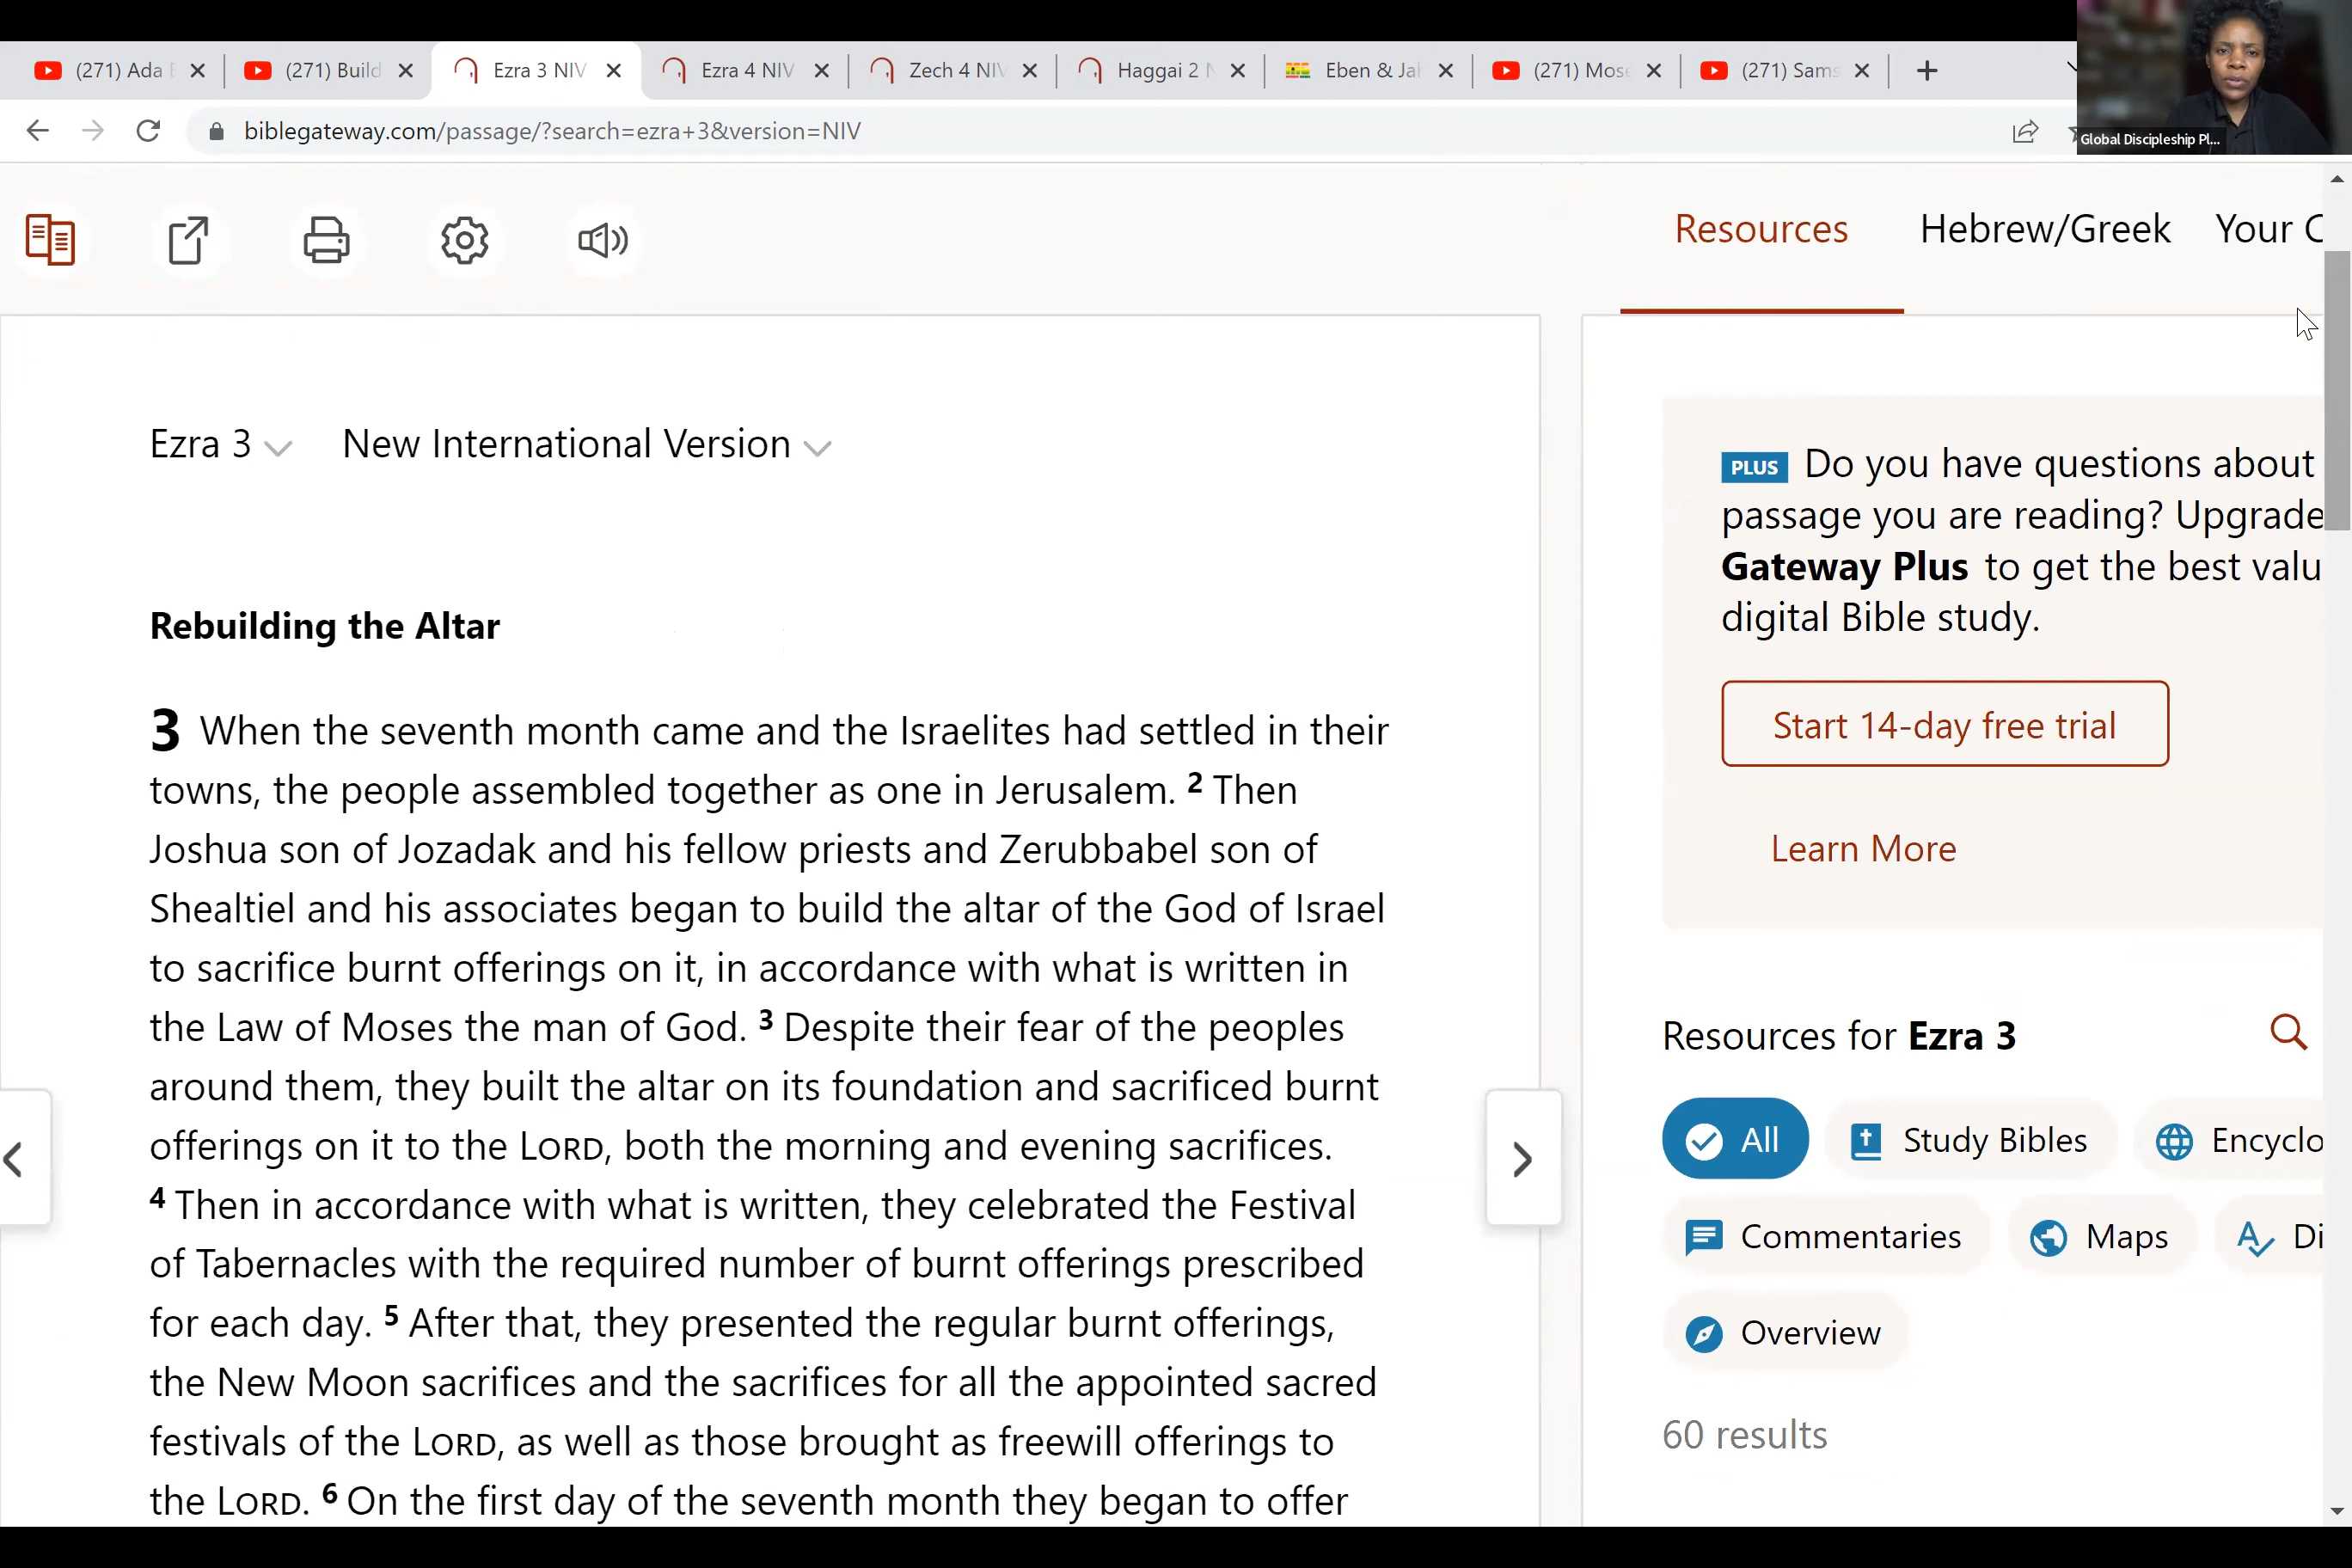 (271) Ada E
(271) Build
Ezra 3 NIV
Ezra 4 NIV
Zech 4 NIV
Haggai 2 N
Eben & Jah
(271) Mose
(271) Sams
biblegateway.com/passage/?search=ezra+3&version=NIV
Global Discipleship Pl...
Resources
Hebrew/Greek
Your C
Ezra 3
New International Version
Rebuilding the Altar
3 When the seventh month came and the Israelites had settled in their
towns, the people assembled together as one in Jerusalem. 2 Then
Joshua son of Jozadak and his fellow priests and Zerubbabel son of
Shealtiel and his associates began to build the altar of the God of Israel
to sacrifice burnt offerings on it, in accordance with what is written in
the Law of Moses the man of God. 3 Despite their fear of the peoples
around them, they built the altar on its foundation and sacrificed burnt
offerings on it to the LORD, both the morning and evening sacrifices.
4 Then in accordance with what is written, they celebrated the Festival
of Tabernacles with the required number of burnt offerings prescribed
for each day. 5 After that, they presented the regular burnt offerings,
the New Moon sacrifices and the sacrifices for all the appointed sacred
festivals of the LORD, as well as those brought as freewill offerings to
the LORD. 6 On the first day of the seventh month they began to offer
PLUS Do you have questions about
passage you are reading? Upgrade
Gateway Plus to get the best valu
digital Bible study.
Start 14-day free trial
Learn More
Resources for Ezra 3
All
Study Bibles
Encyclo
Commentaries
Maps
Di
Overview
60 results